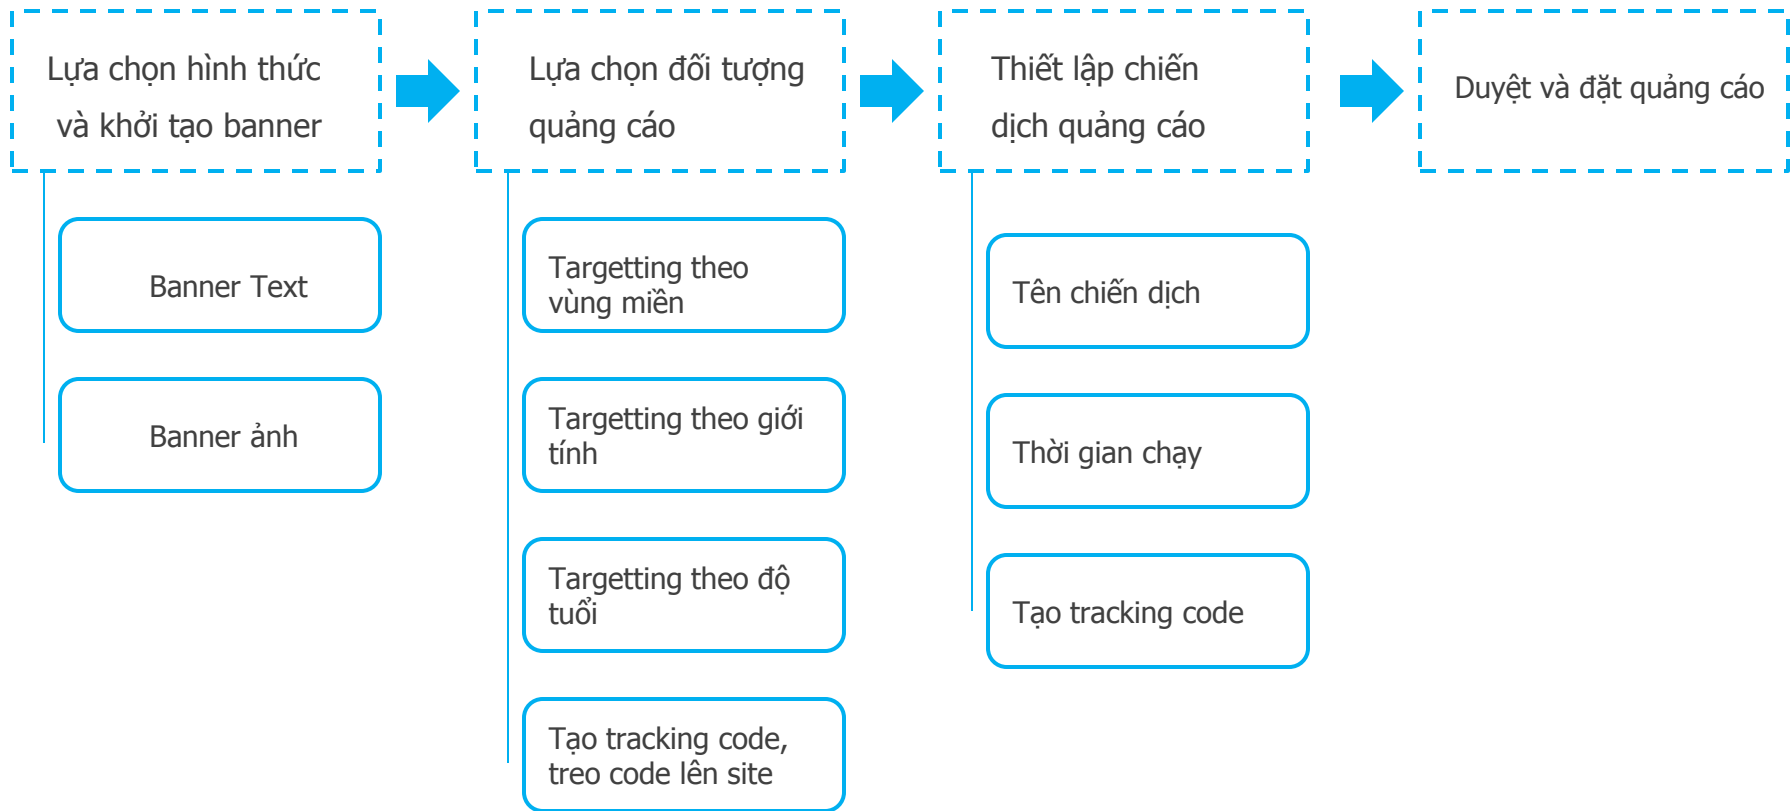 Lựa chọn hình thức
và khởi tạo banner
Lựa chọn đối tượng
quảng cáo
Thiết lập chiến
dịch quảng cáo
Duyệt và đặt quảng cáo
Banner Text
Banner ảnh
Targetting theo
vùng miền
Targetting theo giới
tính
Targetting theo độ
tuổi
Tạo tracking code,
treo code lên site
Tên chiến dịch
Thời gian chạy
Tạo tracking code